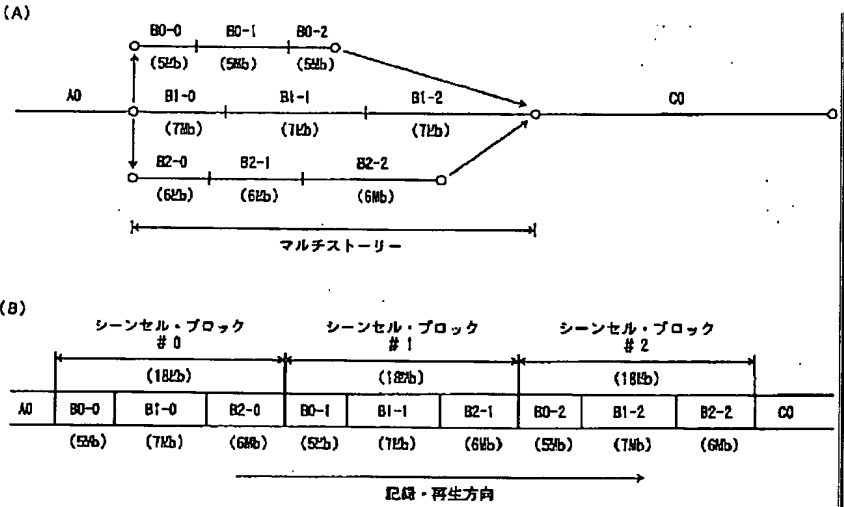 (A)
B0-0 B0-1 B0-2
(5Mb) (5Mb) (5Mb)
A0 B1-0 B1-1 B1-2 C0
(7Mb) (7Mb) (7Mb)
B2-0 B2-1 B2-2
(6Mb) (6Mb) (6Mb)
マルチストーリー
(B)
シーンセル・ブロック シーンセル・ブロック シーンセル・ブロック
#0 #1 #2
(18Mb) (18Mb) (18Mb)
A0 B0-0 B1-0 B2-0 B0-1 B1-1 B2-1 B0-2 B1-2 B2-2 C0
(5Mb) (7Mb) (6Mb) (5Mb) (7Mb) (6Mb) (5Mb) (7Mb) (6Mb)
記録・再生方向